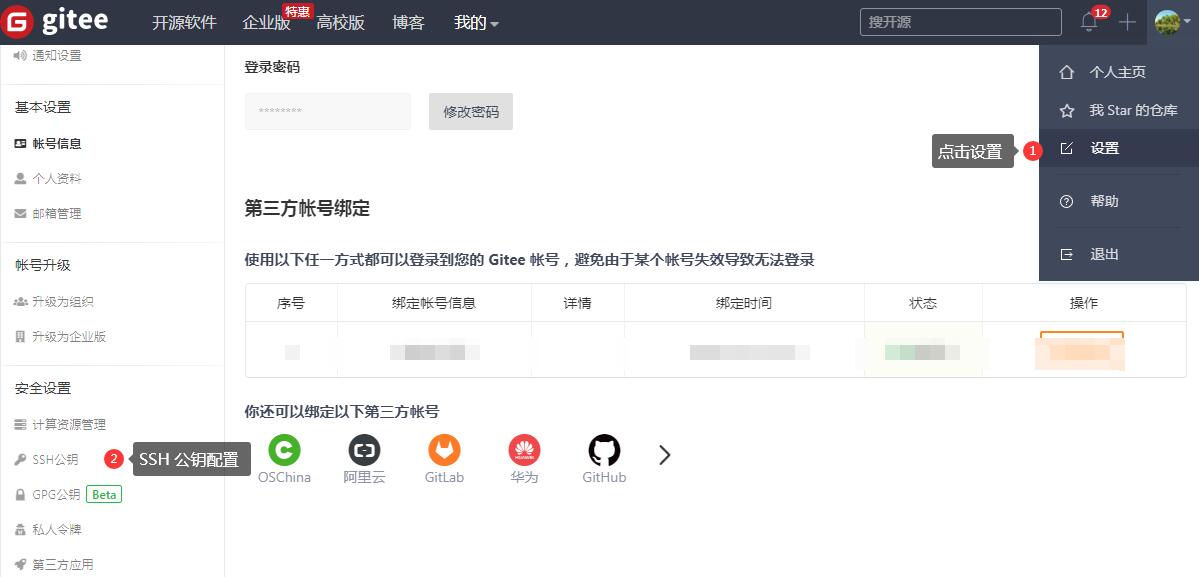 gitee 开源软件 企业版 特惠 高校版 博客 我的 搜开源 12
个人主页
我 Star 的仓库
点击设置 1 设置
帮助
退出
通知设置
基本设置
帐号信息
个人资料
邮箱管理
帐号升级
升级为组织
升级为企业版
安全设置
计算资源管理
SSH公钥 2 SSH 公钥配置
GPG公钥 Beta
私人令牌
第三方应用
登录密码
******** 修改密码
第三方帐号绑定
使用以下任一方式都可以登录到您的 Gitee 帐号，避免由于某个帐号失效导致无法登录
序号 绑定帐号信息 详情 绑定时间 状态 操作
你还可以绑定以下第三方帐号
OSChina 阿里云 GitLab 华为 GitHub